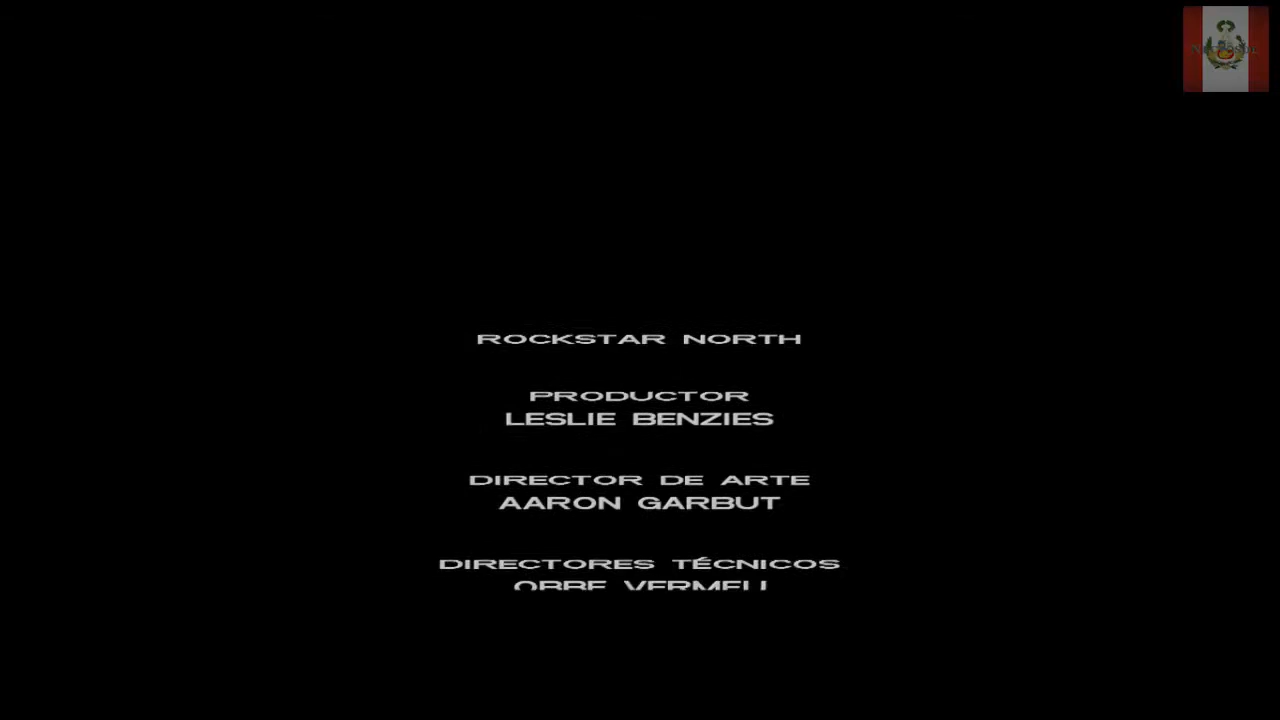 ROCKSTAR NORTH
PRODUCTOR
LESLIE BENZIES
DIRECTOR DE ARTE
AARON GARBUT
DIRECTORES TÉCNICOS